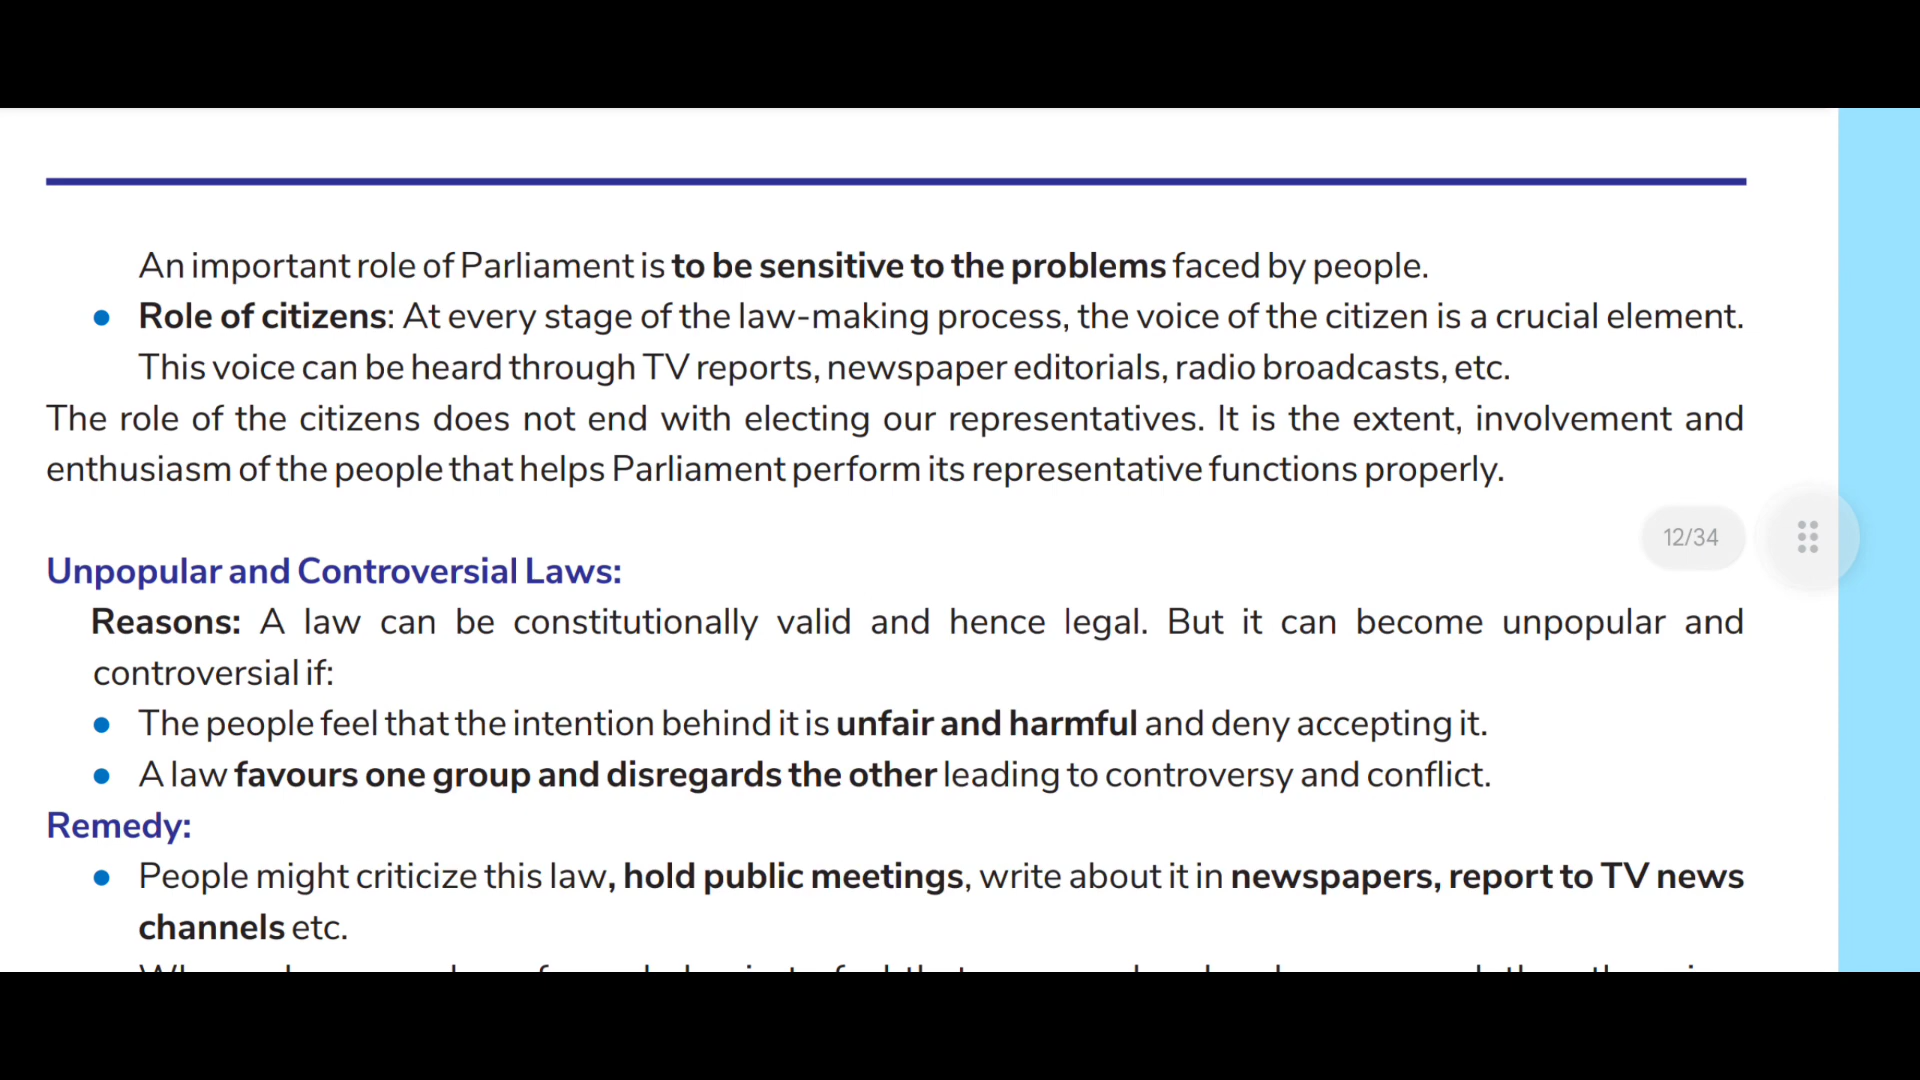 An important role of Parliament is to be sensitive to the problems faced by people.
● Role of citizens: At every stage of the law-making process, the voice of the citizen is a crucial element.
This voice can be heard through TV reports, newspaper editorials, radio broadcasts, etc.
The role of the citizens does not end with electing our representatives. It is the extent, involvement and
enthusiasm of the people that helps Parliament perform its representative functions properly.
12/34
Unpopular and Controversial Laws:
Reasons: A law can be constitutionally valid and hence legal. But it can become unpopular and
controversial if:
● The people feel that the intention behind it is unfair and harmful and deny accepting it.
● A law favours one group and disregards the other leading to controversy and conflict.
Remedy:
● People might criticize this law, hold public meetings, write about it in newspapers, report to TV news
channels etc.